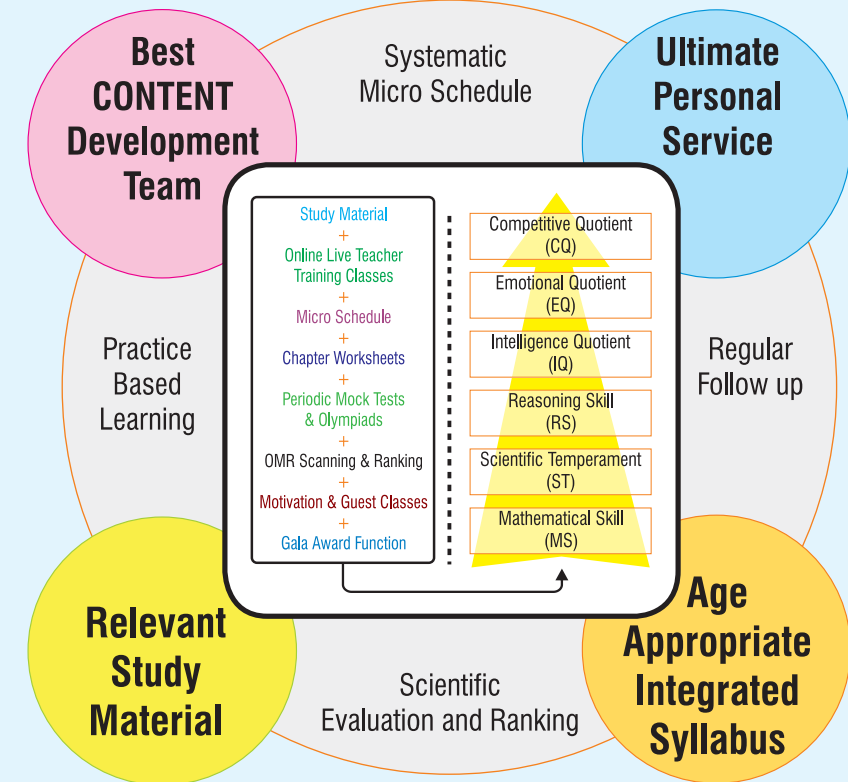 Best
CONTENT
Development
Team
Systematic
Micro Schedule
Ultimate
Personal
Service
Practice
Based
Learning
Study Material
+
Online Live Teacher
Training Classes
+
Micro Schedule
+
Chapter Worksheets
+
Periodic Mock Tests
& Olympiads
+
OMR Scanning & Ranking
+
Motivation & Guest Classes
+
Gala Award Function
Competitive Quotient
(CQ)
Emotional Quotient
(EQ)
Intelligence Quotient
(IQ)
Reasoning Skill
(RS)
Scientific Temperament
(ST)
Mathematical Skill
(MS)
Regular
Follow up
Relevant
Study
Material
Scientific
Evaluation and Ranking
Age
Appropriate
Integrated
Syllabus